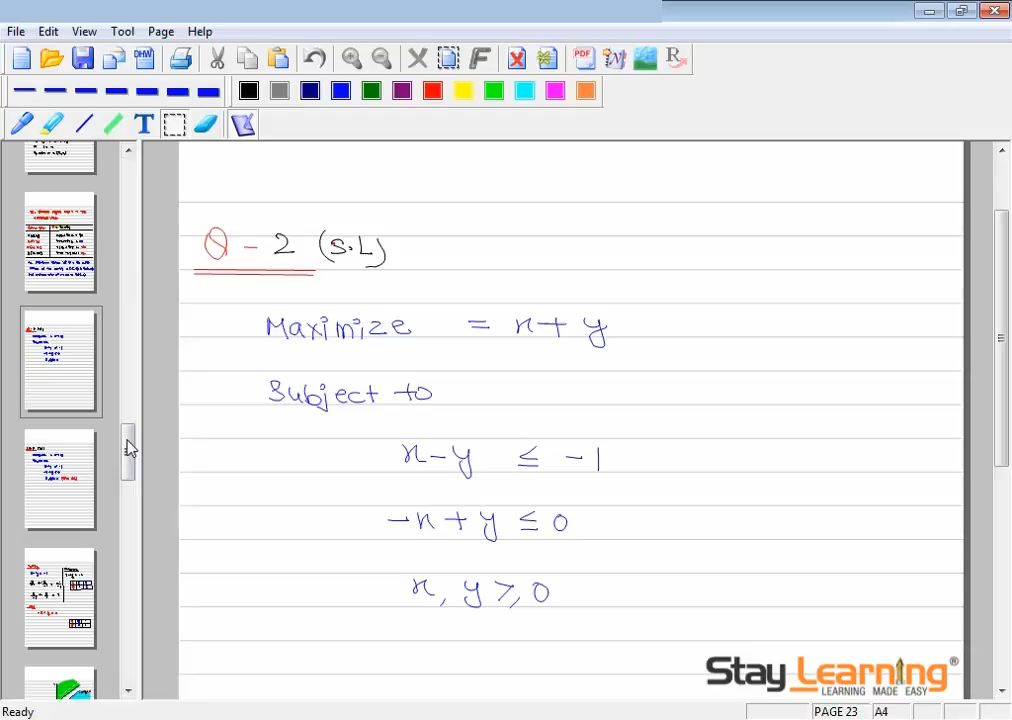 File Edit View Tool Page Help
Q - 2 (S.L)
Maximize = x + y
Subject to
x - y ≤ -1
-x + y ≤ 0
x, y ≥ 0
Stay Learning®
LEARNING MADE EASY
Ready PAGE 23 A4